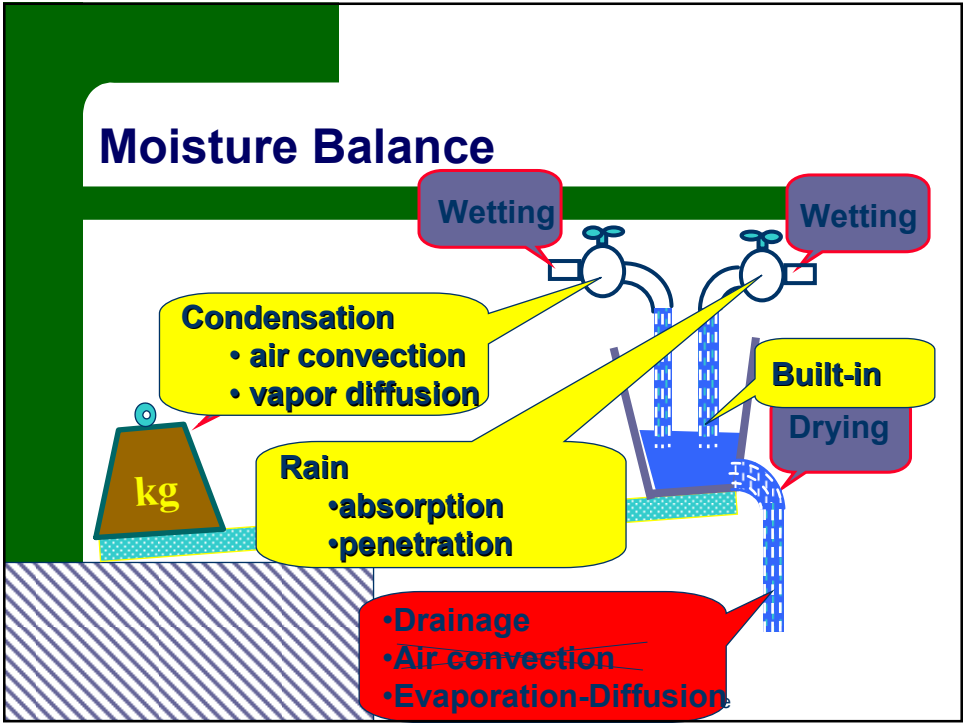 Moisture Balance
Wetting
Wetting
Condensation
• air convection
• vapor diffusion
Built-in
Drying
Rain
•absorption
•penetration
kg
•Drainage
•Air convection
•Evaporation-Diffusion